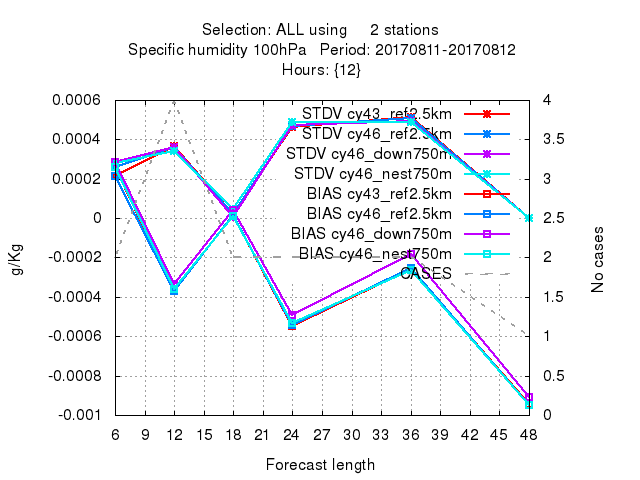 Selection: ALL using 2 stations
Specific humidity 100hPa Period: 20170811-20170812
Hours: {12}
0.0006
0.0004
0.0002
0
-0.0002
-0.0004
-0.0006
-0.0008
-0.001
g/Kg
STDV cy43_ref2.5km
STDV cy46_ref2.5km
STDV cy46_down750m
STDV cy46_nest750m
BIAS cy43_ref2.5km
BIAS cy46_ref2.5km
BIAS cy46_down750m
BIAS cy46_nest750m
CASES
4
3.5
3
2.5
2
1.5
1
0.5
0
No cases
6 9 12 15 18 21 24 27 30 33 36 39 42 45 48
Forecast length